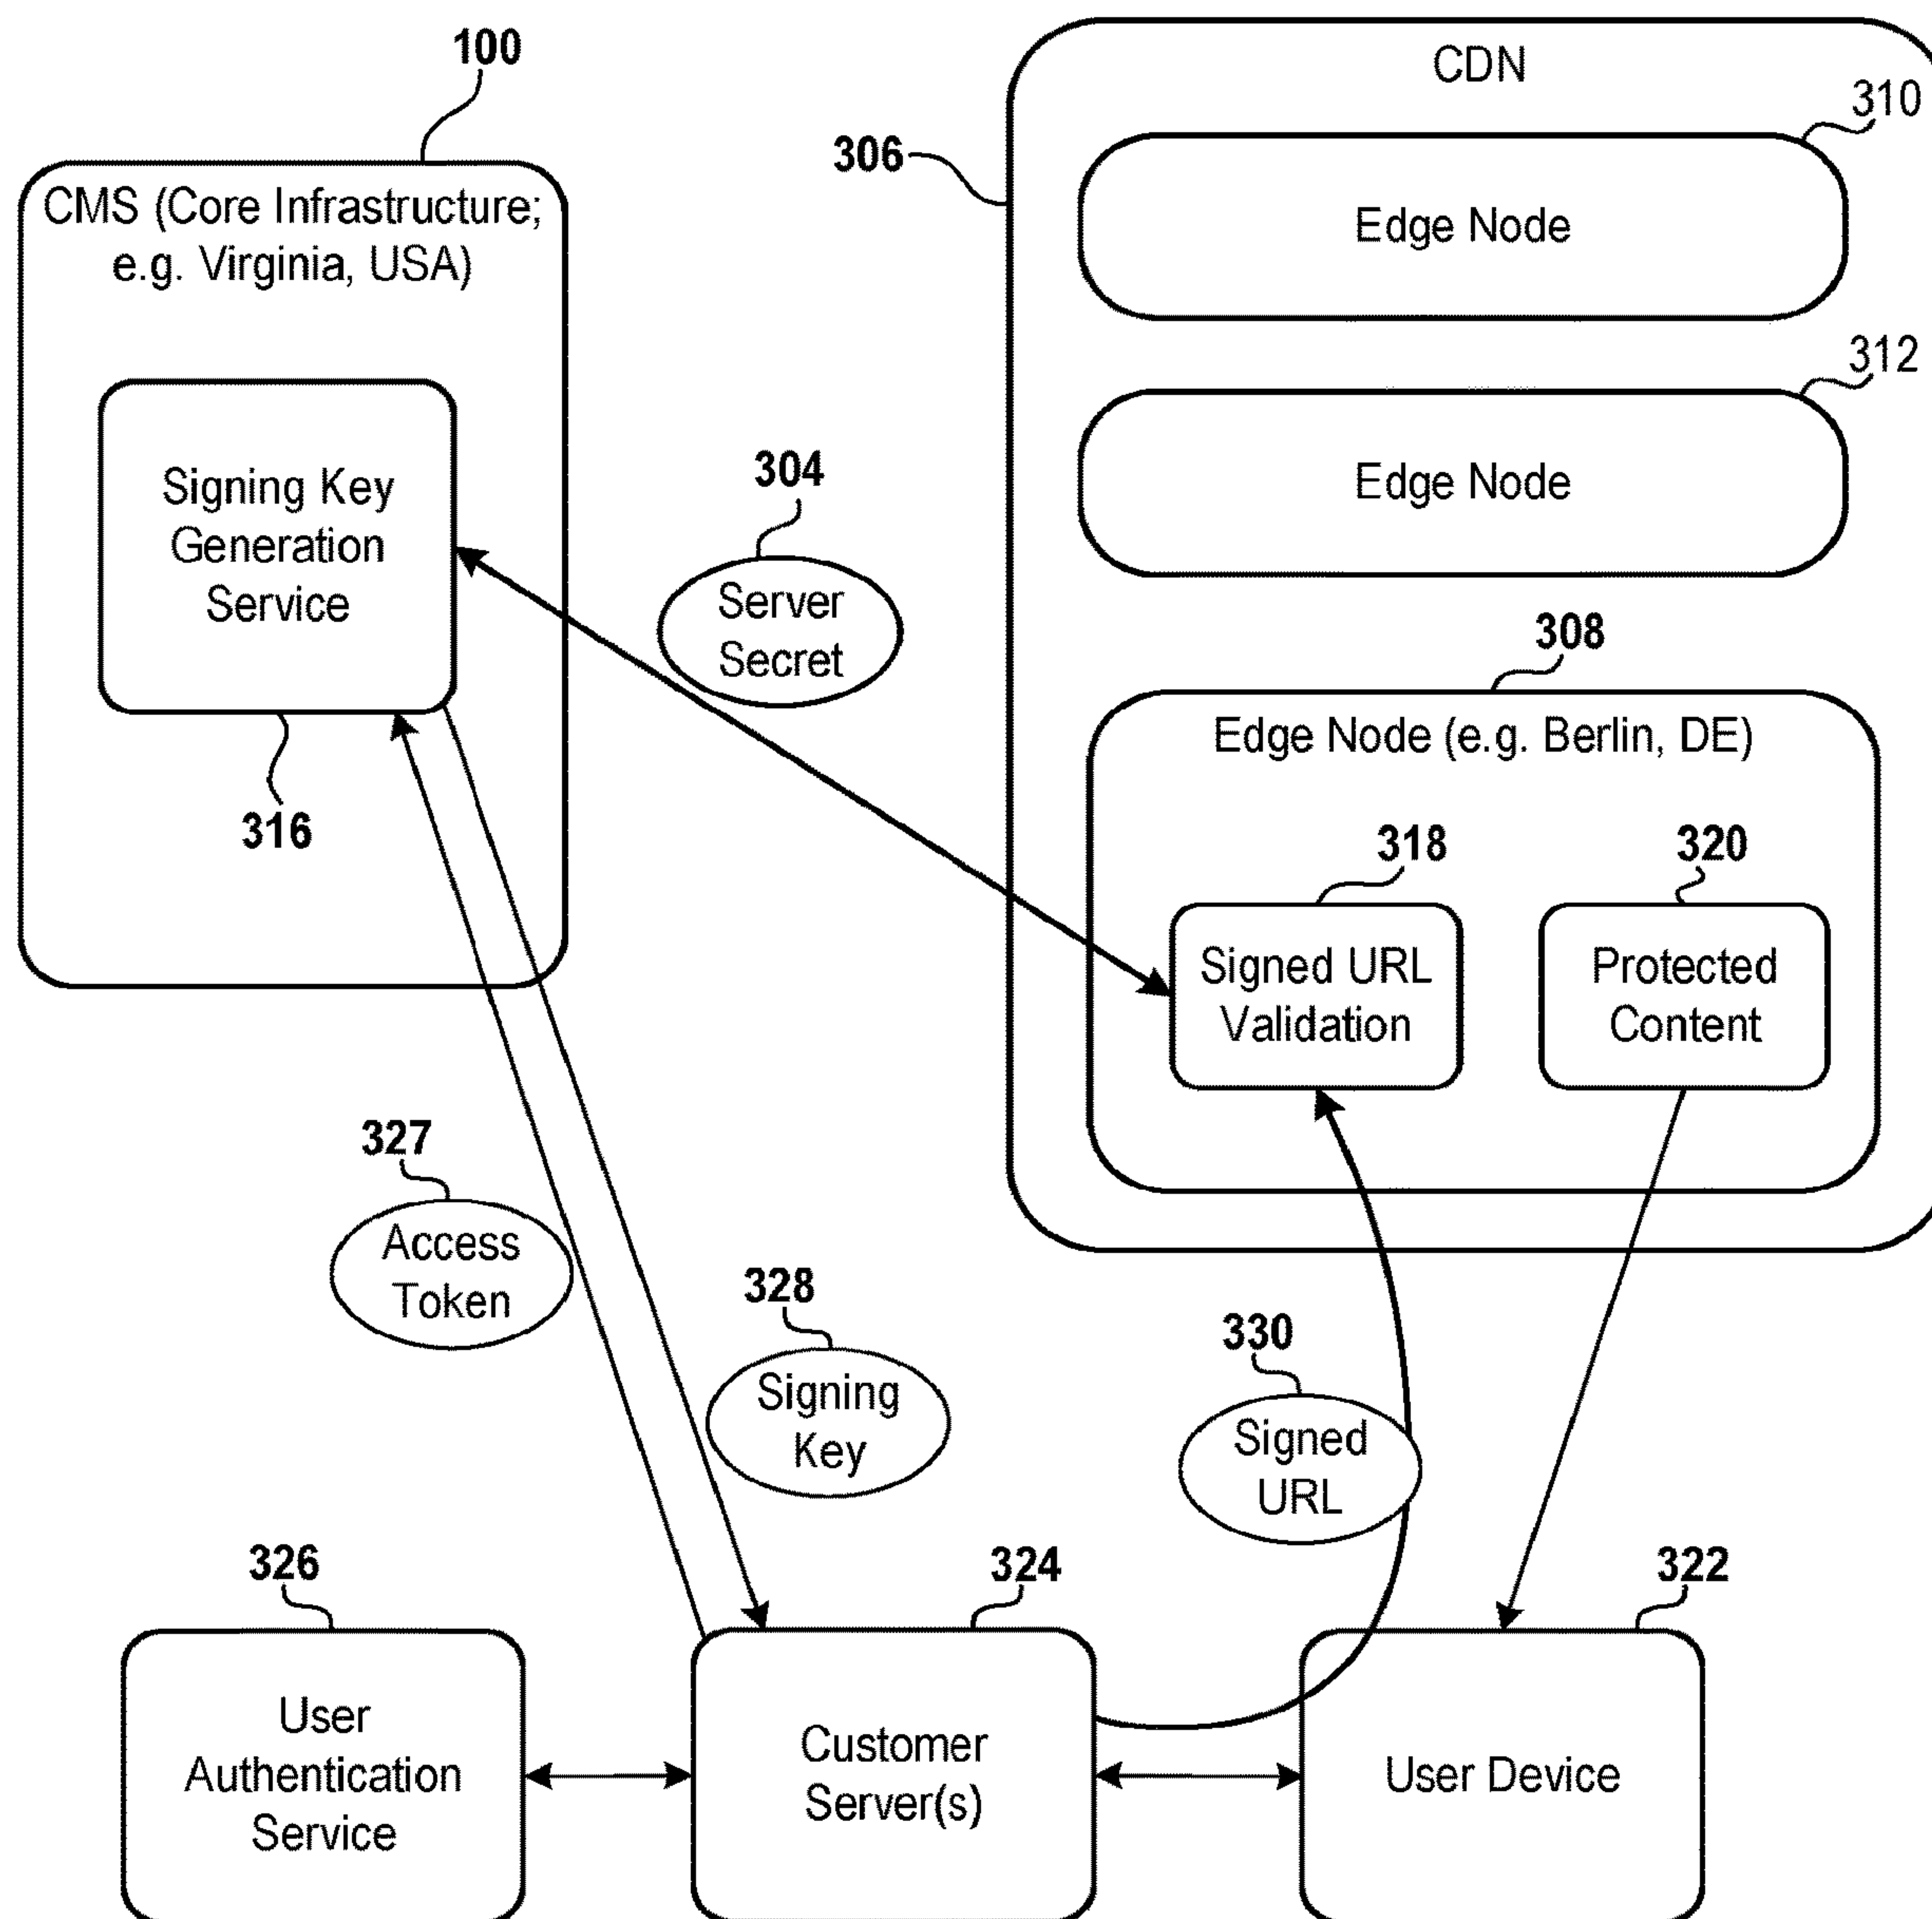 100
CMS (Core Infrastructure;
e.g. Virginia, USA)
Signing Key
Generation
Service
316
304
Server
Secret
306
CDN
310
Edge Node
312
Edge Node
308
Edge Node (e.g. Berlin, DE)
318
Signed URL
Validation
320
Protected
Content
327
Access
Token
328
Signing
Key
330
Signed
URL
326
User
Authentication
Service
324
Customer
Server(s)
322
User Device